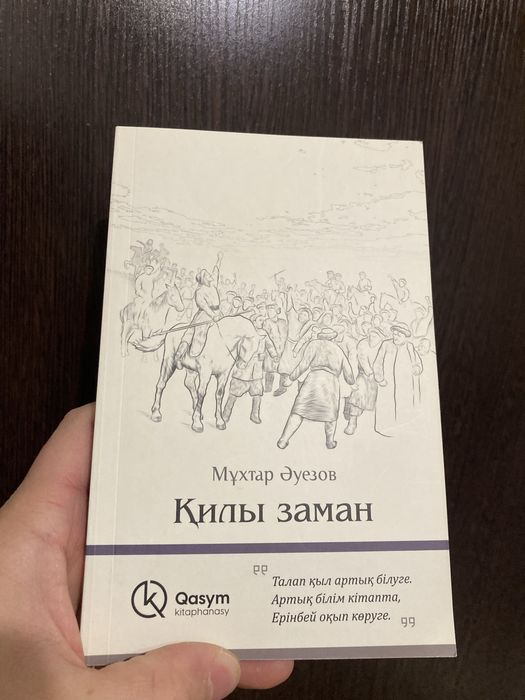 Мұхтар Әуезов
Қилы заман
Qasym
kitaphanasy
Талап қыл артық білуге.
Артық білім кітапта,
Ерінбей оқып көруге.